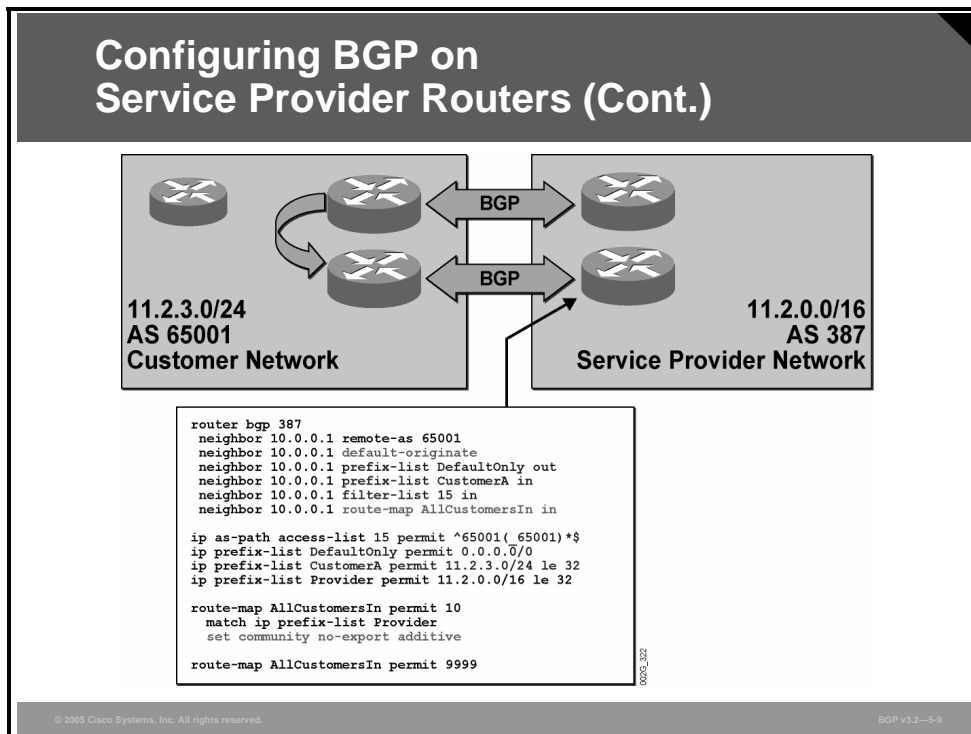 Configuring BGP on
Service Provider Routers (Cont.)
BGP
BGP
11.2.3.0/24
AS 65001
Customer Network
11.2.0.0/16
AS 387
Service Provider Network
router bgp 387
neighbor 10.0.0.1 remote-as 65001
neighbor 10.0.0.1 default-originate
neighbor 10.0.0.1 prefix-list DefaultOnly out
neighbor 10.0.0.1 prefix-list CustomerA in
neighbor 10.0.0.1 filter-list 15 in
neighbor 10.0.0.1 route-map AllCustomersIn in
ip as-path access-list 15 permit ^65001(_65001)*$
ip prefix-list DefaultOnly permit 0.0.0.0/0
ip prefix-list CustomerA permit 11.2.3.0/24 le 32
ip prefix-list Provider permit 11.2.0.0/16 le 32
route-map AllCustomersIn permit 10
match ip prefix-list Provider
set community no-export additive
route-map AllCustomersIn permit 9999
002G_322
© 2005 Cisco Systems, Inc. All rights reserved.
BGP v3.2—5-9